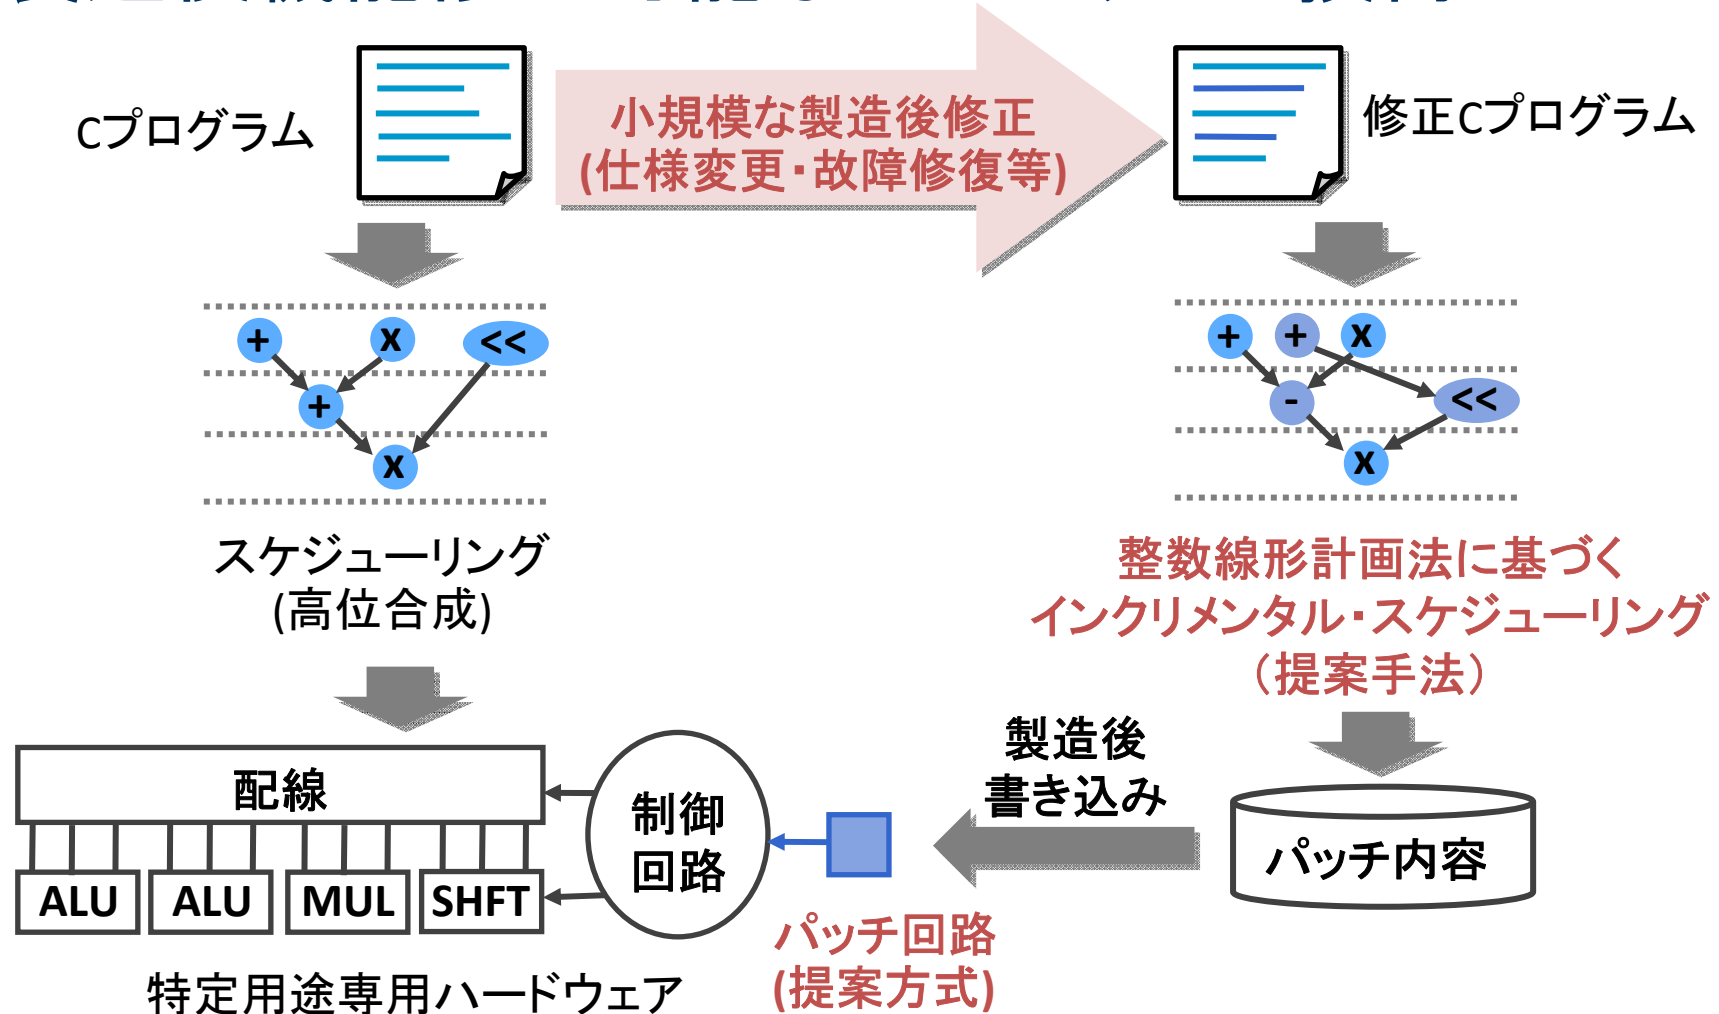 Cプログラム
小規模な製造後修正
(仕様変更・故障修復等)
修正Cプログラム
+ x <<
+
x
+ + x
- <<
x
スケジューリング
(高位合成)
整数線形計画法に基づく
インクリメンタル・スケジューリング
（提案手法）
配線
ALU ALU MUL SHFT
制御
回路
製造後
書き込み
パッチ内容
パッチ回路
(提案方式)
特定用途専用ハードウェア